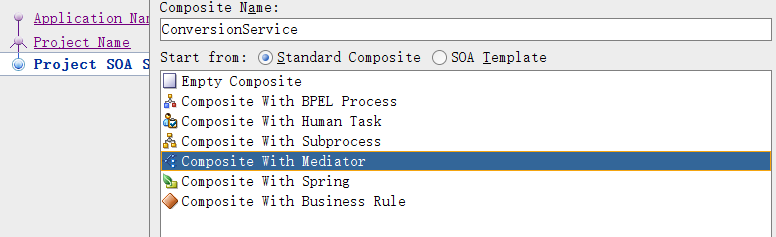 Application Nam
Project Name
Project SOA S
Composite Name:
ConversionService
Start from: Standard Composite SOA Template
Empty Composite
Composite With BPEL Process
Composite With Human Task
Composite With Subprocess
Composite With Mediator
Composite With Spring
Composite With Business Rule